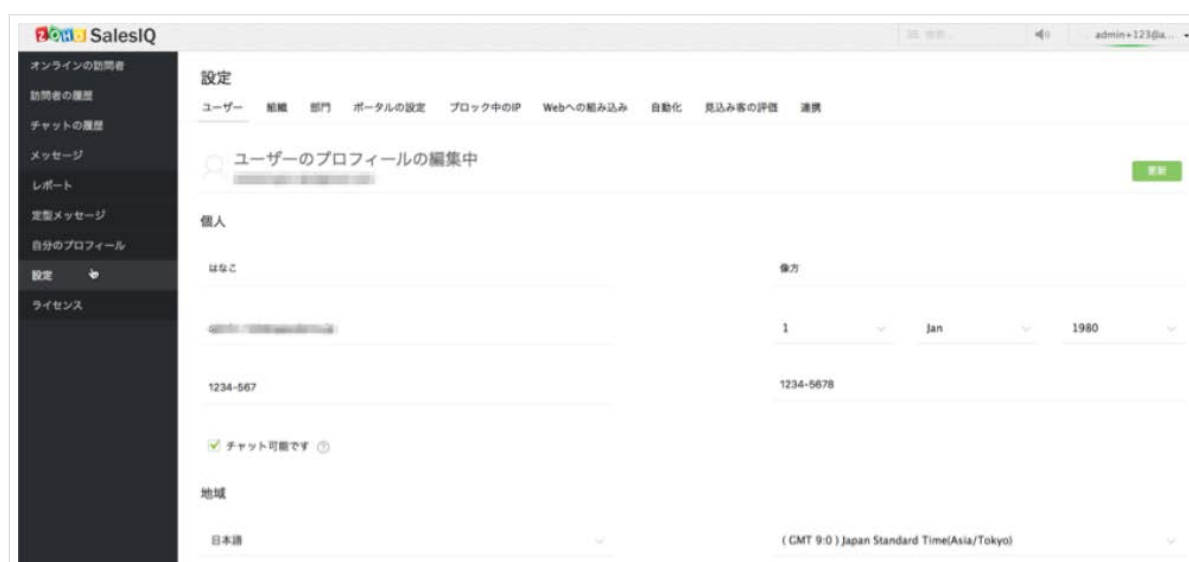 ZOHO SalesIQ
検索...
admin+123@a...
オンラインの訪問者
訪問者の履歴
チャットの履歴
メッセージ
レポート
定型メッセージ
自分のプロフィール
設定
ライセンス
設定
ユーザー 組織 部門 ポータルの設定 ブロック中のIP Webへの組み込み 自動化 見込み客の評価 連携
ユーザーのプロフィールの編集中
更新
個人
はなこ 像方
1 Jan 1980
1234-567 1234-5678
チャット可能です ?
地域
日本語 ( GMT 9:0 ) Japan Standard Time(Asia/Tokyo)